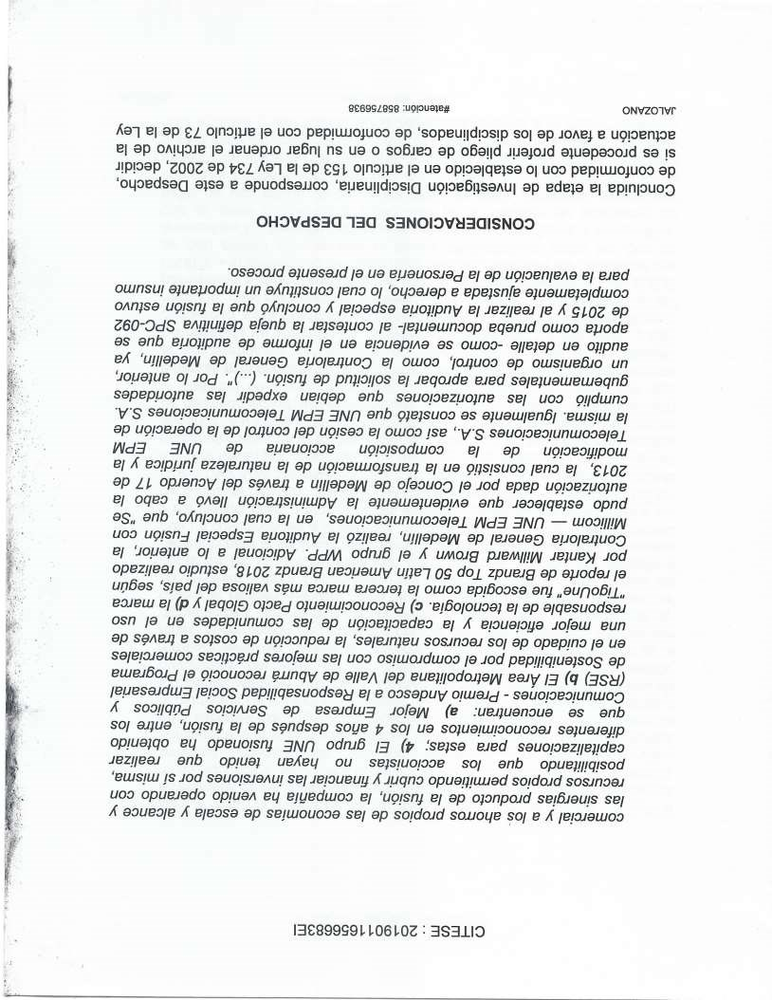 CITESE : 201901165666683EI
comercial y a los ahorros propios de las economías de escala y alcance y
las sinergias producto de la fusión, la compañía ha venido operando con
recursos propios permitiendo cubrir y financiar las inversiones por sí misma,
posibilitando que los accionistas no hayan tenido que realizar
capitalizaciones para estas; 4) El grupo UNE fusionado ha obtenido
diferentes reconocimientos en los 4 años después de la fusión, entre los
que se encuentran: a) Mejor Empresa de Servicios Públicos y
Comunicaciones - Premio Andesco a la Responsabilidad Social Empresarial
(RSE) b) El Área Metropolitana del Valle de Aburrá reconoció el Programa
de Sostenibilidad por el compromiso con las mejores prácticas comerciales
en el cuidado de los recursos naturales, la reducción de costos a través de
una mejor eficiencia y la capacitación de las comunidades en el uso
responsable de la tecnología. c) Reconocimiento Pacto Global y d) la marca
"TigoUne" fue escogida como la tercera marca más valiosa del país, según
el reporte de Brandz Top 50 Latin American Brandz 2018, estudio realizado
por Kantar Millward Brown y el grupo WPP. Adicional a lo anterior, la
Contraloría General de Medellín, realizó la Auditoria Especial Fusión con
Millicom — UNE EPM Telecomunicaciones, en la cual concluyo, que "Se
pudo establecer que evidentemente la Administración llevó a cabo la
autorización dada por el Concejo de Medellín a través del Acuerdo 17 de
2013, la cual consistió en la transformación de la naturaleza jurídica y la
modificación de la composición accionaria de UNE EPM
Telecomunicaciones S.A., así como la cesión del control de la operación de
la misma. Igualmente se constató que UNE EPM Telecomunicaciones S.A.
cumplió con las autorizaciones que debían expedir las autoridades
gubernamentales para aprobar la solicitud de fusión. (...)". Por lo anterior,
un organismo de control, como la Contraloría General de Medellín, ya
audito en detalle -como se evidencia en el informe de auditoría que se
aporta como prueba documental- al contestar la queja definitiva SPC-092
de 2015 y al realizar la Auditoria especial y concluyó que la fusión estuvo
completamente ajustada a derecho, lo cual constituye un importante insumo
para la evaluación de la Personería en el presente proceso.
CONSIDERACIONES DEL DESPACHO
Concluida la etapa de Investigación Disciplinaria, corresponde a este Despacho,
de conformidad con lo establecido en el articulo 153 de la Ley 734 de 2002, decidir
si es procedente proferir pliego de cargos o en su lugar ordenar el archivo de la
actuación a favor de los disciplinados, de conformidad con el artículo 73 de la Ley
JALOZANO #atención: 858756938